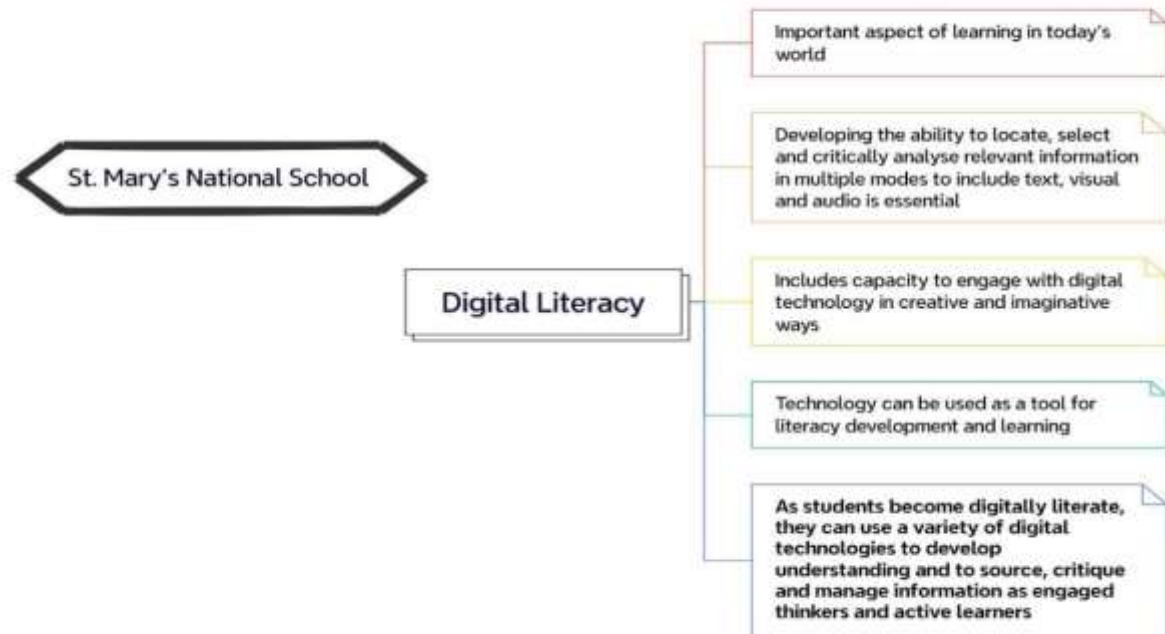 St. Mary's National School
Digital Literacy
Important aspect of learning in today's
world
Developing the ability to locate, select
and critically analyse relevant information
in multiple modes to include text, visual
and audio is essential
Includes capacity to engage with digital
technology in creative and imaginative
ways
Technology can be used as a tool for
literacy development and learning
As students become digitally literate,
they can use a variety of digital
technologies to develop
understanding and to source, critique
and manage information as engaged
thinkers and active learners